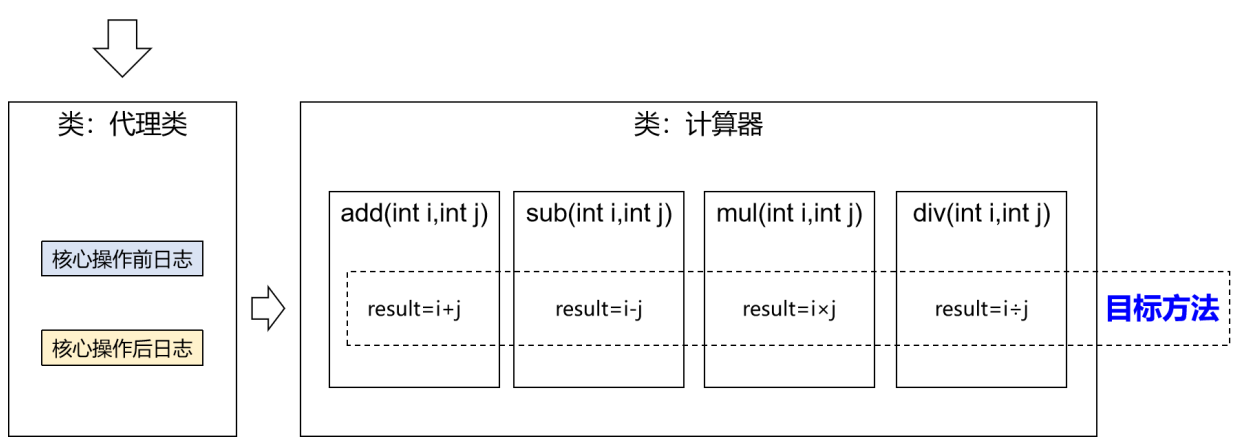 类：代理类
核心操作前日志
核心操作后日志
类：计算器
add(int i,int j)
result=i+j
sub(int i,int j)
result=i-j
mul(int i,int j)
result=i×j
div(int i,int j)
result=i÷j
目标方法